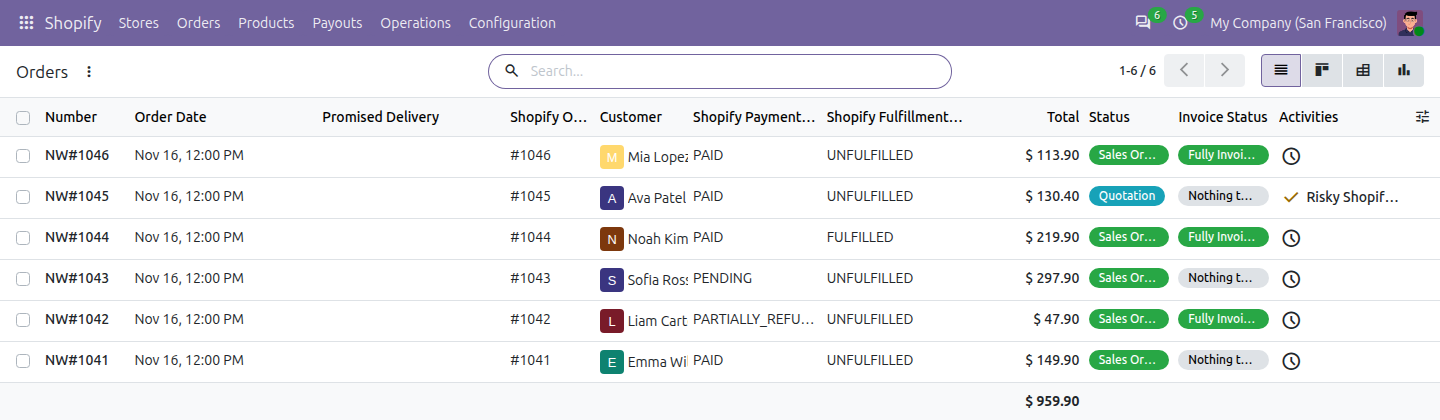 Shopify Stores Orders Products Payouts Operations Configuration 6 5 My Company (San Francisco)
Orders Search... 1-6 / 6
Number Order Date Promised Delivery Shopify O... Customer Shopify Payment... Shopify Fulfillment... Total Status Invoice Status Activities
NW#1046 Nov 16, 12:00 PM #1046 M Mia Lopez PAID UNFULFILLED $ 113.90 Sales Or... Fully Invoi...
NW#1045 Nov 16, 12:00 PM #1045 A Ava Patel PAID UNFULFILLED $ 130.40 Quotation Nothing t... Risky Shopif...
NW#1044 Nov 16, 12:00 PM #1044 N Noah Kim PAID FULFILLED $ 219.90 Sales Or... Fully Invoi...
NW#1043 Nov 16, 12:00 PM #1043 S Sofia Ross PENDING UNFULFILLED $ 297.90 Sales Or... Nothing t...
NW#1042 Nov 16, 12:00 PM #1042 L Liam Cart PARTIALLY_REFU... UNFULFILLED $ 47.90 Sales Or... Fully Invoi...
NW#1041 Nov 16, 12:00 PM #1041 E Emma Wi PAID UNFULFILLED $ 149.90 Sales Or... Nothing t...
$ 959.90